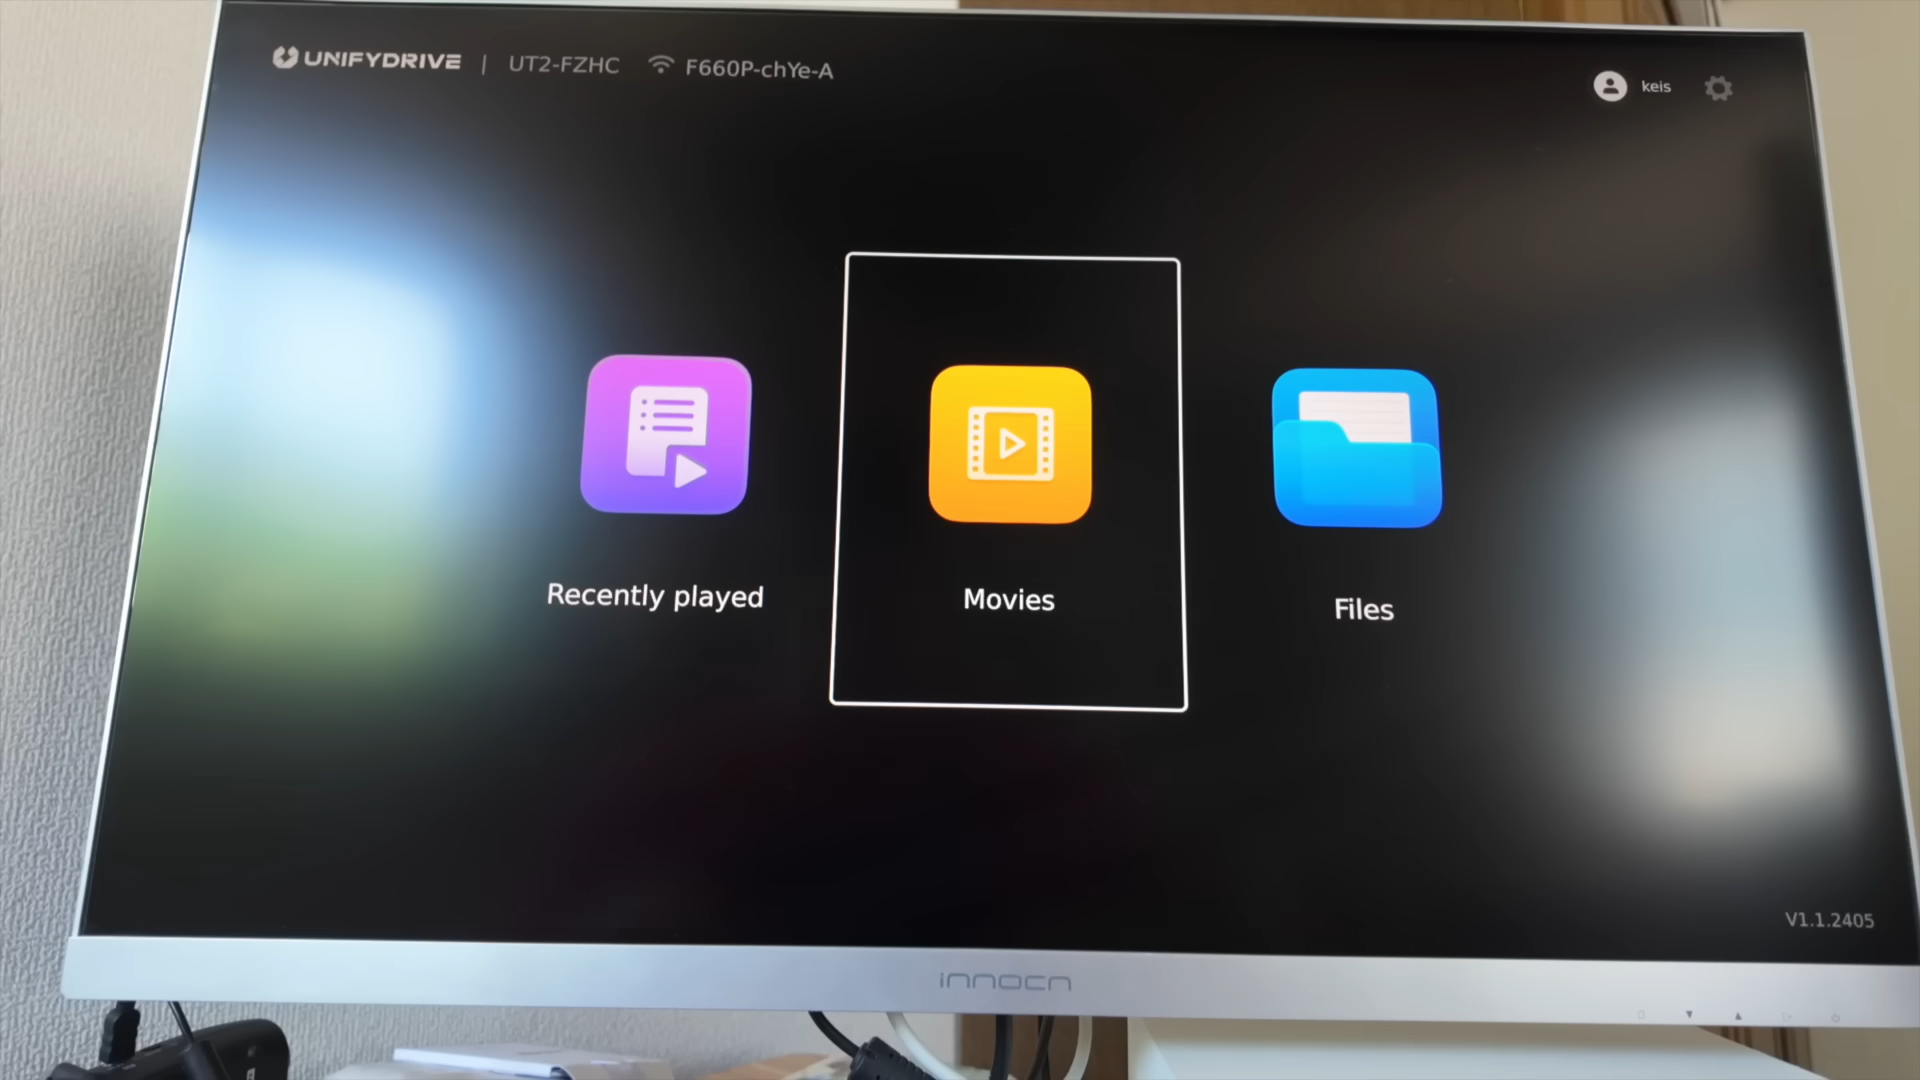 UNIFYDRIVE | UT2-FZHC F660P-chYe-A
keis
Recently played
Movies
Files
V1.1.2405
innocn